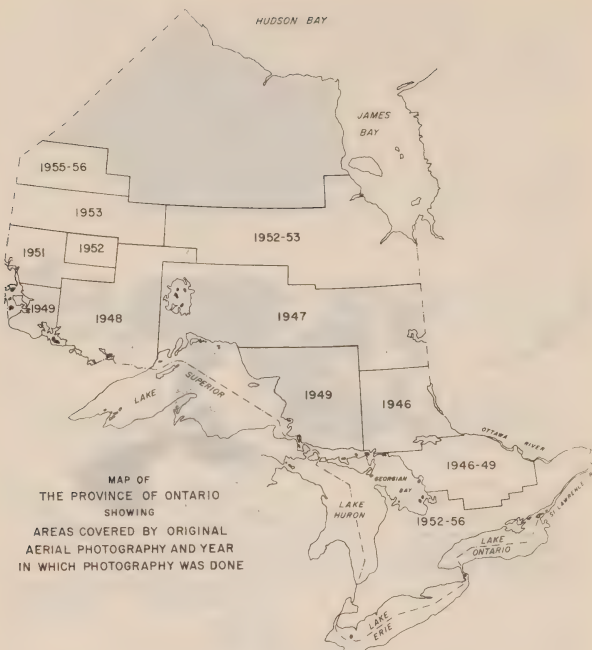 HUDSON BAY
JAMES
BAY
1955-56
1953
1952-53
1951
1952
1949
1948
1947
LAKE SUPERIOR
1949
1946
OTTAWA RIVER
1946-49
GEORGIAN
BAY
LAKE
HURON
1952-56
ST. LAWRENCE
LAKE
ONTARIO
LAKE
ERIE
MAP OF
THE PROVINCE OF ONTARIO
SHOWING
AREAS COVERED BY ORIGINAL
AERIAL PHOTOGRAPHY AND YEAR
IN WHICH PHOTOGRAPHY WAS DONE